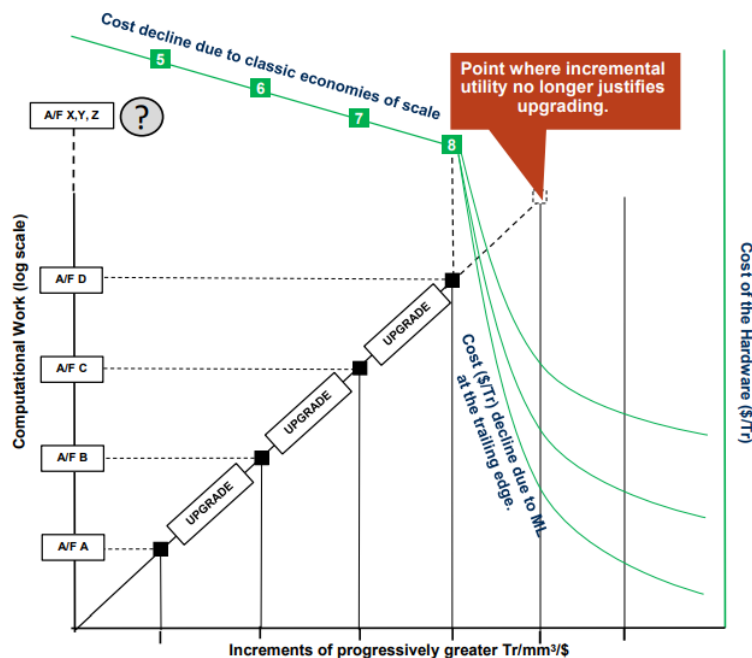 Cost decline due to classic economies of scale
5
6
7
8
Point where incremental
utility no longer justifies
upgrading.
A/F X,Y, Z
?
A/F D
A/F C
A/F B
A/F A
UPGRADE
UPGRADE
UPGRADE
Cost ($/Tr) decline due to ML
at the trailing edge.
Computational Work (log scale)
Cost of the Hardware ($/Tr)
Increments of progressively greater Tr/mm³/$